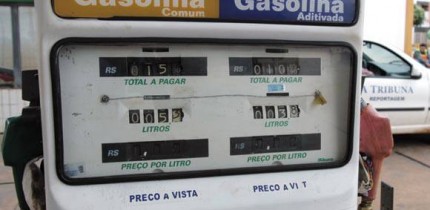 Gasolina Gasolina
Comum Aditivada
R$ R$
TOTAL A PAGAR TOTAL A PAGAR
LITROS LITROS
R$ R$
PREÇO POR LITRO PREÇO POR LITRO
PREÇO A VISTA PREÇO A VI T
A TRIBUNA
REPORTAGEM